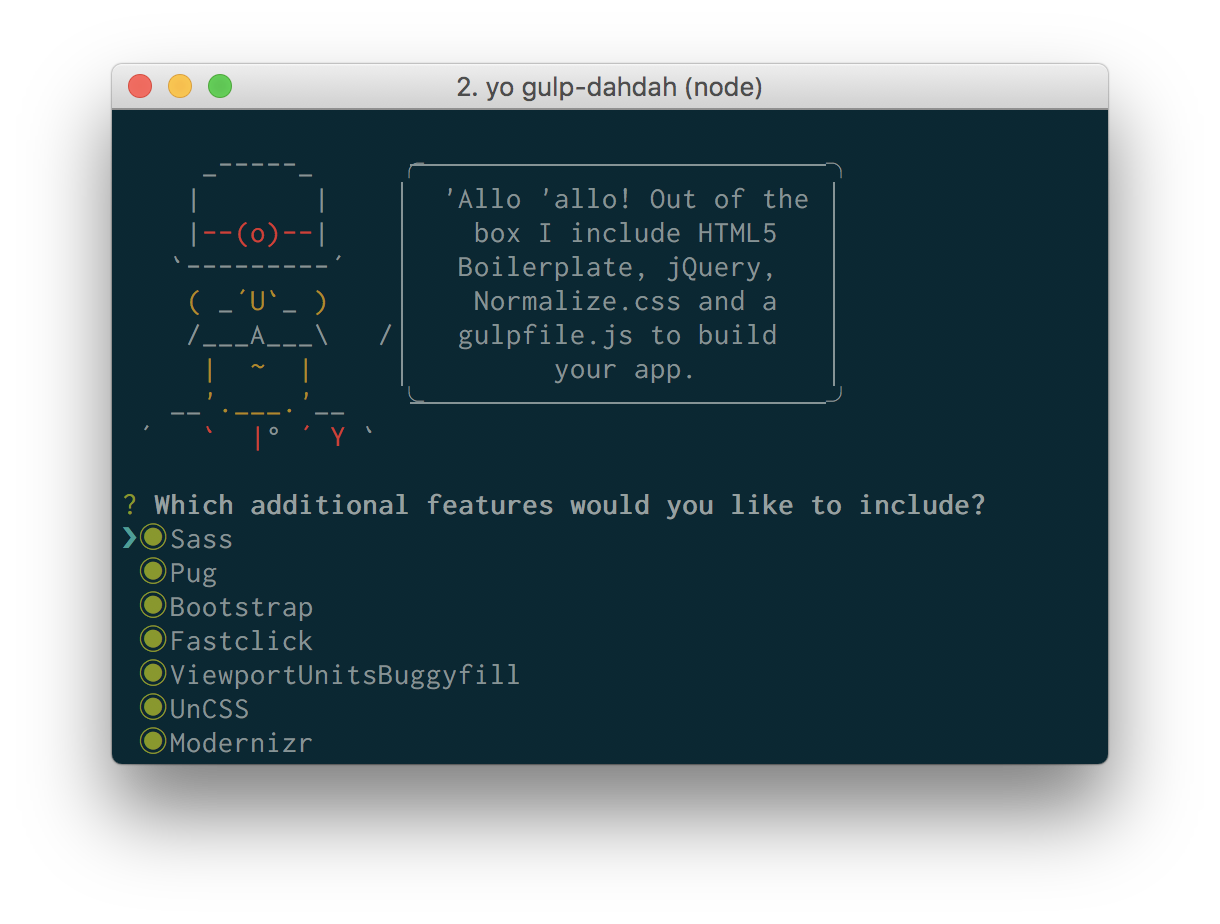 2. yo gulp-dahdah (node)
'Allo 'allo! Out of the
box I include HTML5
Boilerplate, jQuery,
Normalize.css and a
gulpfile.js to build
your app.
? Which additional features would you like to include?
❯◉Sass
◉Pug
◉Bootstrap
◉Fastclick
◉ViewportUnitsBuggyfill
◉UnCSS
◉Modernizr